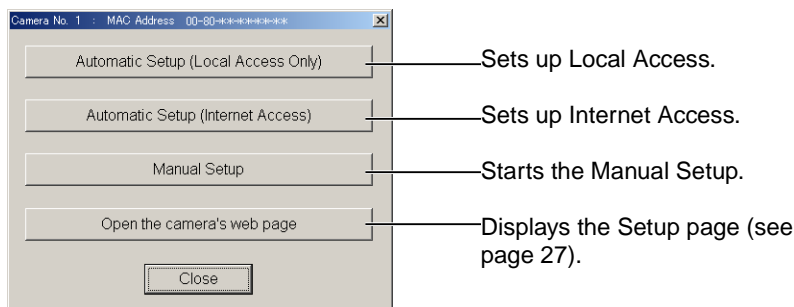 Camera No. 1 : MAC Address 00-80-**-**-**-**
Automatic Setup (Local Access Only)
Sets up Local Access.
Automatic Setup (Internet Access)
Sets up Internet Access.
Manual Setup
Starts the Manual Setup.
Open the camera's web page
Displays the Setup page (see
page 27).
Close